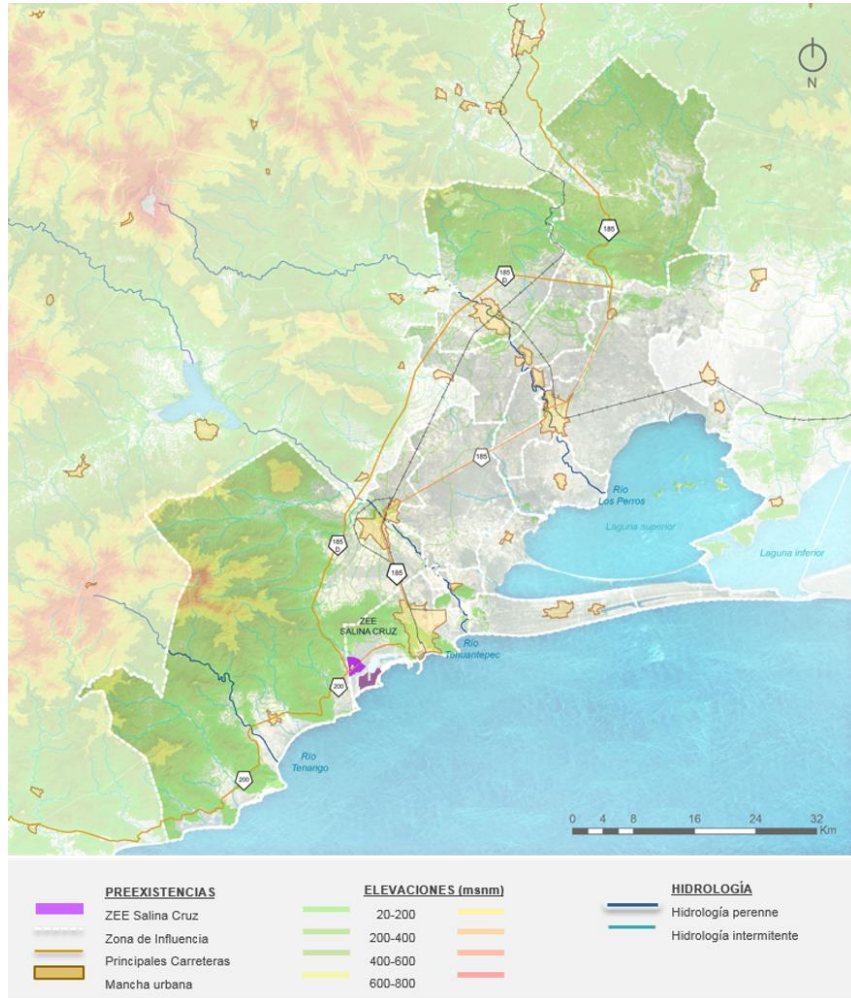 N
185
185
D
185
Río
Los Perros
Laguna superior
Laguna inferior
185
D
185
ZEE
SALINA CRUZ
Río
Tehuantepec
200
Río
Tenango
200
0 4 8 16 24 32
Km
PREEXISTENCIAS
ZEE Salina Cruz
Zona de Influencia
Principales Carreteras
Mancha urbana
ELEVACIONES (msnm)
20-200
200-400
400-600
600-800
HIDROLOGÌA
Hidrología perenne
Hidrología intermitente